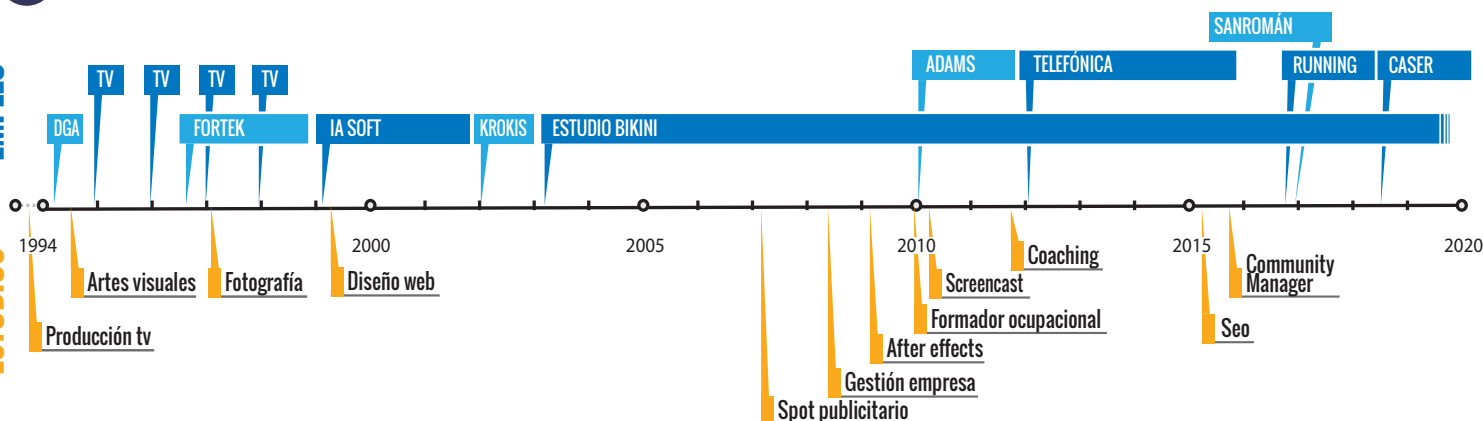 SANROMÁN
ADAMS
TELEFÓNICA
RUNNING
CASER
TV
TV
TV
TV
DGA
FORTEK
IA SOFT
KROKIS
ESTUDIO BIKINI
1994
2000
2005
2010
2015
2020
Artes visuales
Fotografía
Diseño web
Coaching
Screencast
Community
Manager
Producción tv
Formador ocupacional
Seo
After effects
Gestión empresa
Spot publicitario